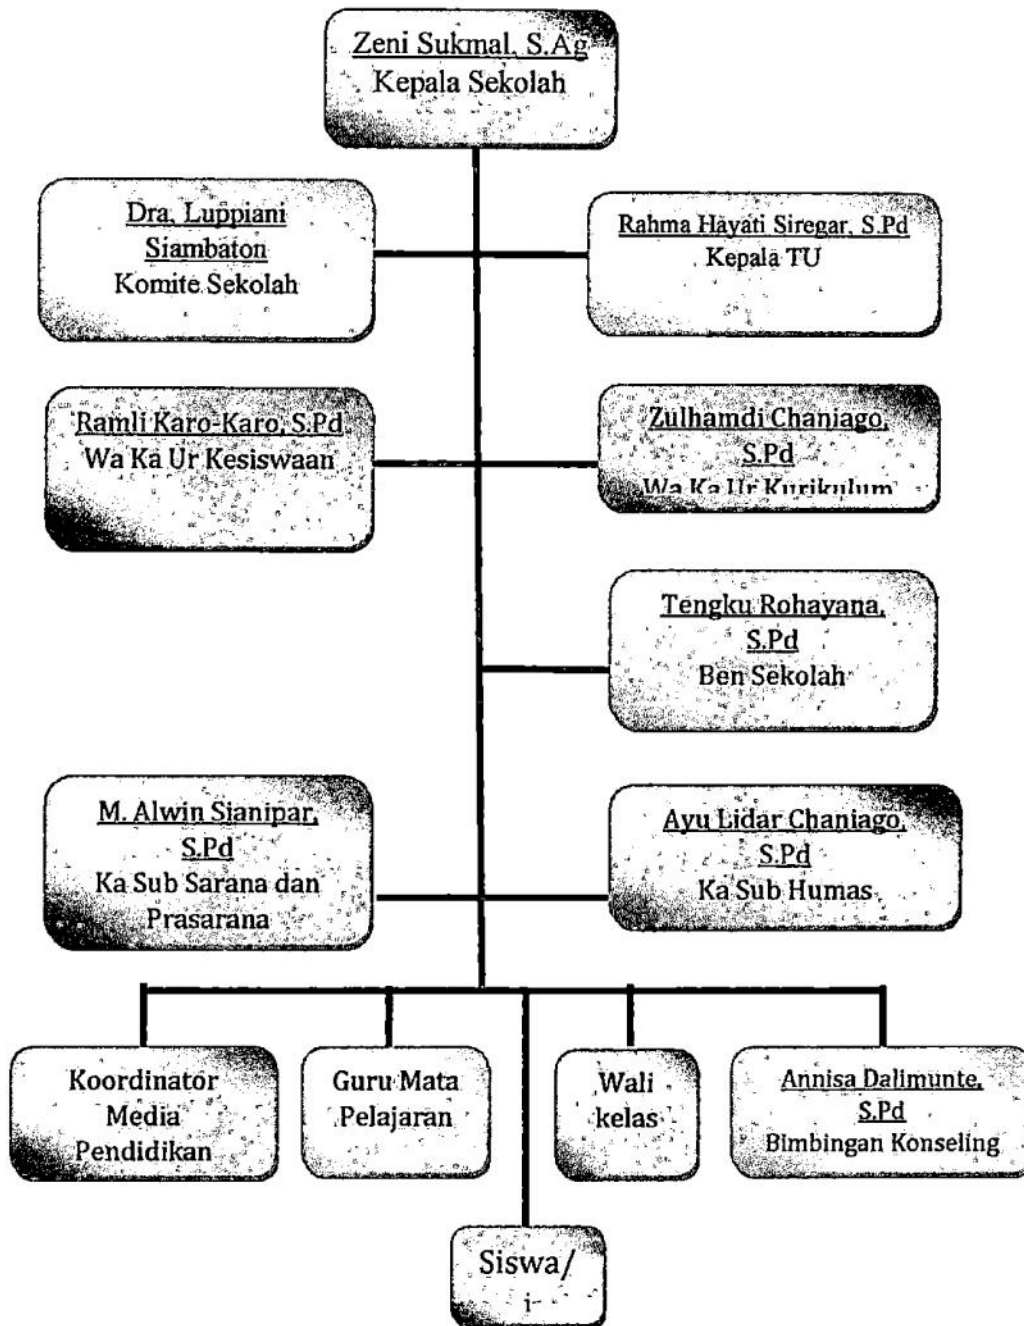 Zeni Sukmal, S.Ag
Kepala Sekolah
Dra, Luppiani
Siambaton
Komite Sekolah
Rahma Hayati Siregar, S.Pd
Kepala TU
Ramli Karo-Karo, S.Pd
Wa Ka Ur Kesiswaan
Zulhamdi Chaniago,
S.Pd
Wa Ka Ur Kurikulum
Tengku Rohayana,
S.Pd
Ben Sekolah
M. Alwin Sianipar,
S.Pd
Ka Sub Sarana dan
Prasarana
Ayu Lidar Chaniago,
S.Pd
Ka Sub Humas
Koordinator
Media
Pendidikan
Guru Mata
Pelajaran
Wali
kelas
Annisa Dalimunte,
S.Pd
Bimbingan Konseling
Siswa/
i